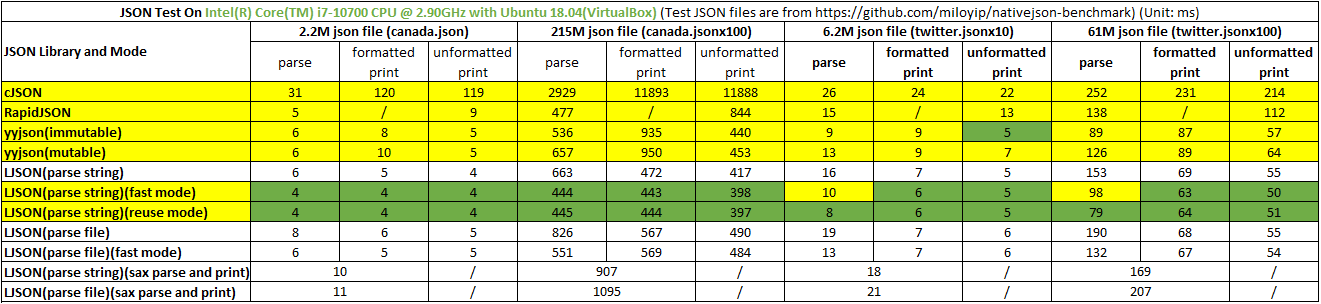 JSON Test On Intel(R) Core(TM) i7-10700 CPU @ 2.90GHz with Ubuntu 18.04(VirtualBox) (Test JSON files are from https://github.com/miloyip/nativejson-benchmark) (Unit: ms)
JSON Library and Mode 2.2M json file (canada.json) 215M json file (canada.jsonx100) 6.2M json file (twitter.jsonx10) 61M json file (twitter.jsonx100)
parse formatted print unformatted print parse formatted print unformatted print parse formatted print unformatted print parse formatted print unformatted print
cJSON 31 120 119 2929 11893 11888 26 24 22 252 231 214
RapidJSON 5 / 9 477 / 844 15 / 13 138 / 112
yyjson(immutable) 6 8 5 536 935 440 9 9 5 89 87 57
yyjson(mutable) 6 10 5 657 950 453 13 9 7 126 89 64
LJSON(parse string) 6 5 4 663 472 417 16 7 5 153 69 55
LJSON(parse string)(fast mode) 4 4 4 444 443 398 10 6 5 98 63 50
LJSON(parse string)(reuse mode) 4 4 4 445 444 397 8 6 5 79 64 51
LJSON(parse file) 8 6 5 826 567 490 19 7 6 190 68 55
LJSON(parse file)(fast mode) 6 5 5 551 569 484 13 7 6 132 67 54
LJSON(parse string)(sax parse and print) 10 / 907 / 18 / 169 /
LJSON(parse file)(sax parse and print) 11 / 1095 / 21 / 207 /